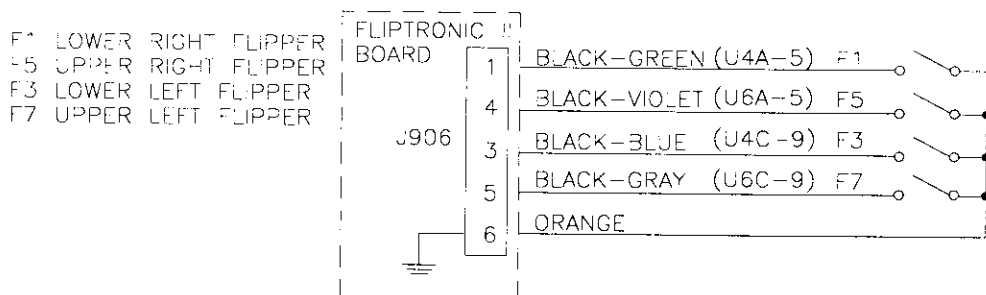 F1 LOWER RIGHT FLIPPER
F5 UPPER RIGHT FLIPPER
F3 LOWER LEFT FLIPPER
F7 UPPER LEFT FLIPPER
FLIPTRONIC II
BOARD
J906
1 BLACK-GREEN (U4A-5) F1
4 BLACK-VIOLET (U6A-5) F5
3 BLACK-BLUE (U4C-9) F3
5 BLACK-GRAY (U6C-9) F7
6 ORANGE